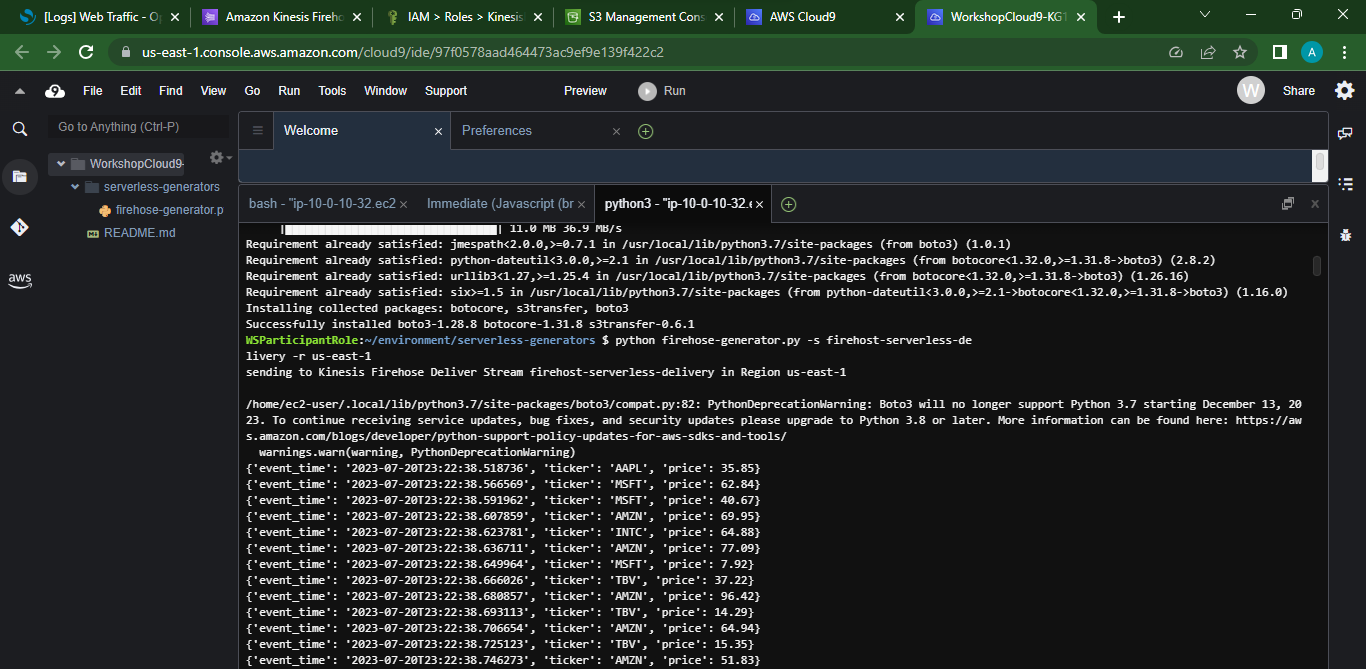 [Logs] Web Traffic - O
Amazon Kinesis Fireho
IAM > Roles > Kinesis
S3 Management Cons
AWS Cloud9
WorkshopCloud9-KG1
us-east-1.console.aws.amazon.com/cloud9/ide/97f0578aad464473ac9ef9e139f422c2
A
9 File Edit Find View Go Run Tools Window Support Preview Run
W Share
Go to Anything (Ctrl-P)
WorkshopCloud9-
serverless-generators
firehose-generator.p
README.md
aws
Welcome
Preferences
bash - "ip-10-0-10-32.ec2
Immediate (Javascript (br
python3 - "ip-10-0-10-32.e
| 11.0 MB 36.9 MB/s
Requirement already satisfied: jmespath<2.0.0,>=0.7.1 in /usr/local/lib/python3.7/site-packages (from boto3) (1.0.1)
Requirement already satisfied: python-dateutil<3.0.0,>=2.1 in /usr/local/lib/python3.7/site-packages (from botocore<1.32.0,>=1.31.8->boto3) (2.8.2)
Requirement already satisfied: urllib3<1.27,>=1.25.4 in /usr/local/lib/python3.7/site-packages (from botocore<1.32.0,>=1.31.8->boto3) (1.26.16)
Requirement already satisfied: six>=1.5 in /usr/local/lib/python3.7/site-packages (from python-dateutil<3.0.0,>=2.1->botocore<1.32.0,>=1.31.8->boto3) (1.16.0)
Installing collected packages: botocore, s3transfer, boto3
Successfully installed boto3-1.28.8 botocore-1.31.8 s3transfer-0.6.1
WSParticipantRole:~/environment/serverless-generators $ python firehose-generator.py -s firehost-serverless-de
livery -r us-east-1
sending to Kinesis Firehose Deliver Stream firehost-serverless-delivery in Region us-east-1
/home/ec2-user/.local/lib/python3.7/site-packages/boto3/compat.py:82: PythonDeprecationWarning: Boto3 will no longer support Python 3.7 starting December 13, 20
23. To continue receiving service updates, bug fixes, and security updates please upgrade to Python 3.8 or later. More information can be found here: https://aw
s.amazon.com/blogs/developer/python-support-policy-updates-for-aws-sdks-and-tools/
warnings.warn(warning, PythonDeprecationWarning)
{'event_time': '2023-07-20T23:22:38.518736', 'ticker': 'AAPL', 'price': 35.85}
{'event_time': '2023-07-20T23:22:38.566569', 'ticker': 'MSFT', 'price': 62.84}
{'event_time': '2023-07-20T23:22:38.591962', 'ticker': 'MSFT', 'price': 40.67}
{'event_time': '2023-07-20T23:22:38.607859', 'ticker': 'AMZN', 'price': 69.95}
{'event_time': '2023-07-20T23:22:38.623781', 'ticker': 'INTC', 'price': 64.88}
{'event_time': '2023-07-20T23:22:38.636711', 'ticker': 'AMZN', 'price': 77.09}
{'event_time': '2023-07-20T23:22:38.649964', 'ticker': 'MSFT', 'price': 7.92}
{'event_time': '2023-07-20T23:22:38.666026', 'ticker': 'TBV', 'price': 37.22}
{'event_time': '2023-07-20T23:22:38.680857', 'ticker': 'AMZN', 'price': 96.42}
{'event_time': '2023-07-20T23:22:38.693113', 'ticker': 'TBV', 'price': 14.29}
{'event_time': '2023-07-20T23:22:38.706654', 'ticker': 'AMZN', 'price': 64.94}
{'event_time': '2023-07-20T23:22:38.725123', 'ticker': 'TBV', 'price': 15.35}
{'event_time': '2023-07-20T23:22:38.746273', 'ticker': 'AMZN', 'price': 51.83}